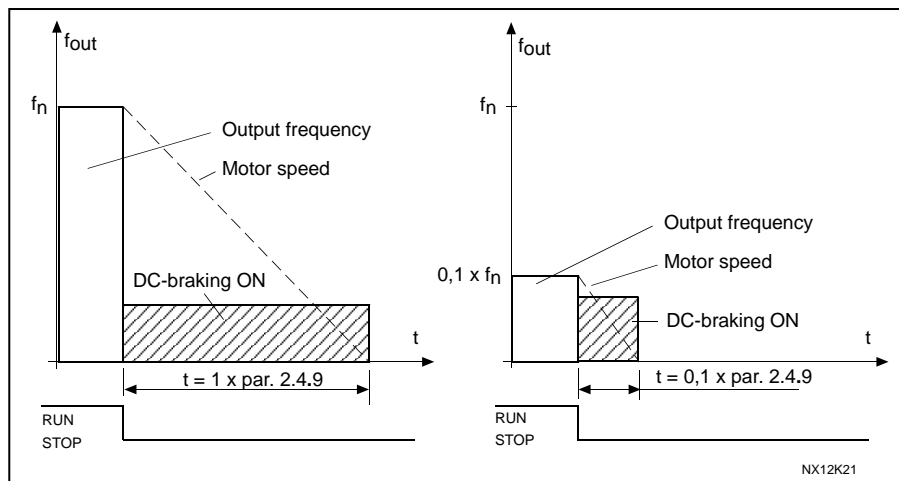 fout
fn
Output frequency
Motor speed
DC-braking ON
t
t = 1 x par. 2.4.9
RUN
STOP
fout
fn
Output frequency
Motor speed
0,1 x fn
DC-braking ON
t
t = 0,1 x par. 2.4.9
RUN
STOP
NX12K21